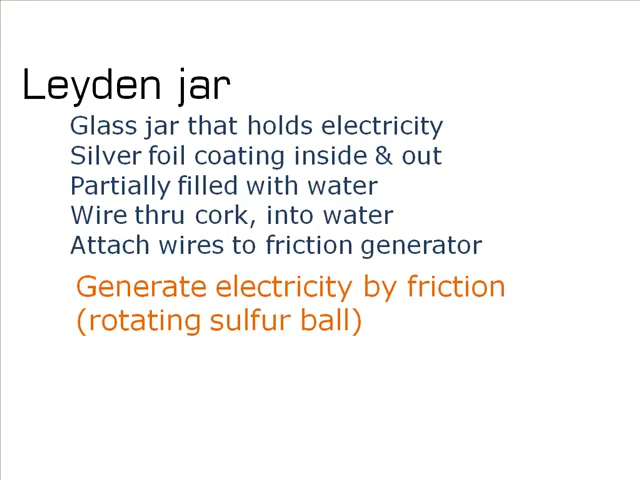 Leyden jar
Glass jar that holds electricity
Silver foil coating inside & out
Partially filled with water
Wire thru cork, into water
Attach wires to friction generator
Generate electricity by friction
(rotating sulfur ball)